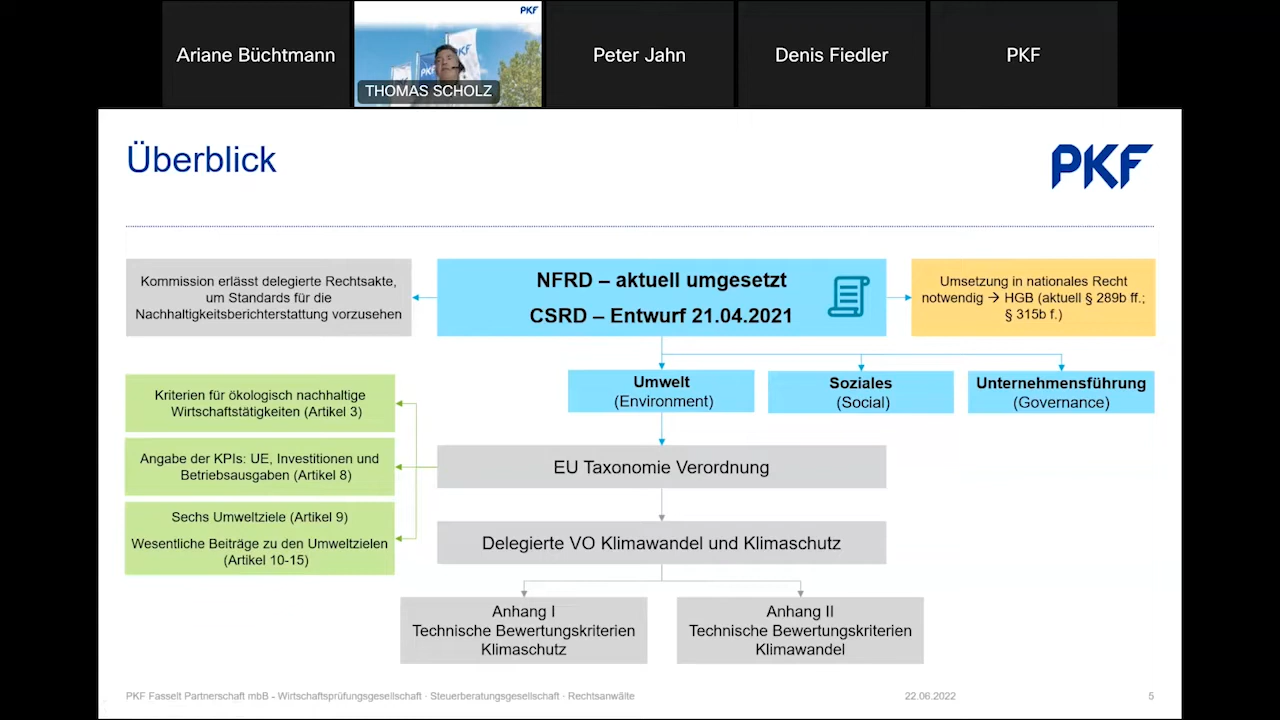 Ariane Büchtmann
PKF
PKF
PKF
THOMAS SCHOLZ
Peter Jahn
Denis Fiedler
PKF
Überblick
PKF
Kommission erlässt delegierte Rechtsakte,
um Standards für die
Nachhaltigkeitsberichterstattung vorzusehen
NFRD – aktuell umgesetzt
CSRD – Entwurf 21.04.2021
Umsetzung in nationales Recht
notwendig → HGB (aktuell § 289b ff.;
§ 315b f.)
Umwelt
(Environment)
Soziales
(Social)
Unternehmensführung
(Governance)
Kriterien für ökologisch nachhaltige
Wirtschaftstätigkeiten (Artikel 3)
Angabe der KPIs: UE, Investitionen und
Betriebsausgaben (Artikel 8)
Sechs Umweltziele (Artikel 9)
Wesentliche Beiträge zu den Umweltzielen
(Artikel 10-15)
EU Taxonomie Verordnung
Delegierte VO Klimawandel und Klimaschutz
Anhang I
Technische Bewertungskriterien
Klimaschutz
Anhang II
Technische Bewertungskriterien
Klimawandel
PKF Fasselt Partnerschaft mbB - Wirtschaftsprüfungsgesellschaft · Steuerberatungsgesellschaft · Rechtsanwälte
22.06.2022
5